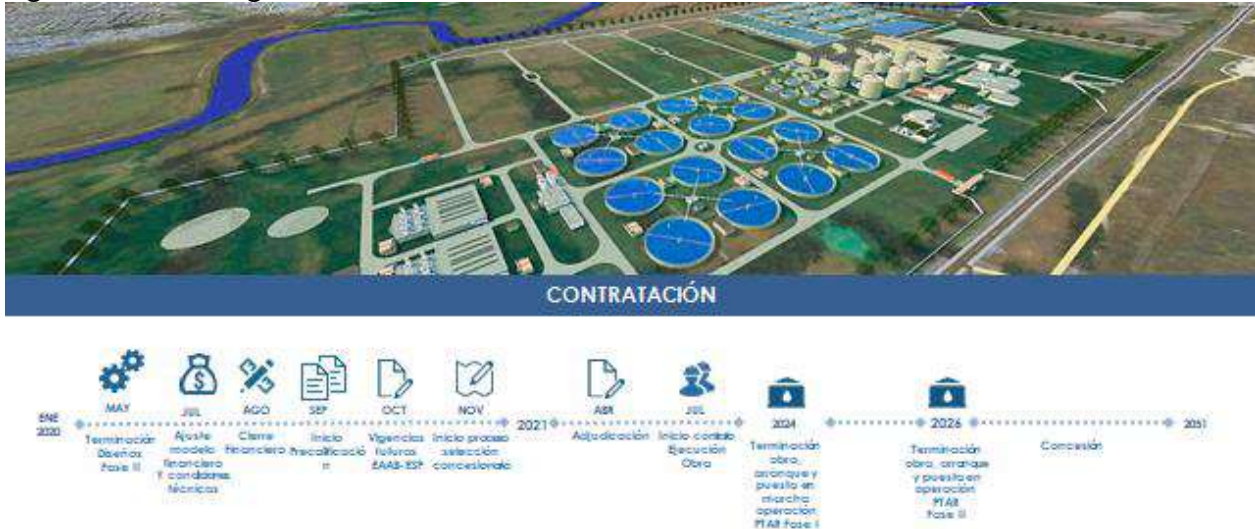 CONTRATACIÓN
ENE
2020
MAY
Terminación
Diseños
Fase II
JUL
Ajuste
modelo
financiero
Y condiciones
técnicas
AGO
Cierre
financiero
SEP
Inicio
Precalificació
n
OCT
Vigencias
futuras
EAAB-ESP
NOV
Inicio proceso
selección
concesionario
2021
ABR
Adjudicación
JUL
Inicio contrato
Ejecución
Obra
2024
Terminación
obra,
arranque y
puesta en
marcha
operación
PTAR Fase I
2026
Terminación
obra, arranque
y puesta en
operación
PTAR
Fase II
Concesión
2051